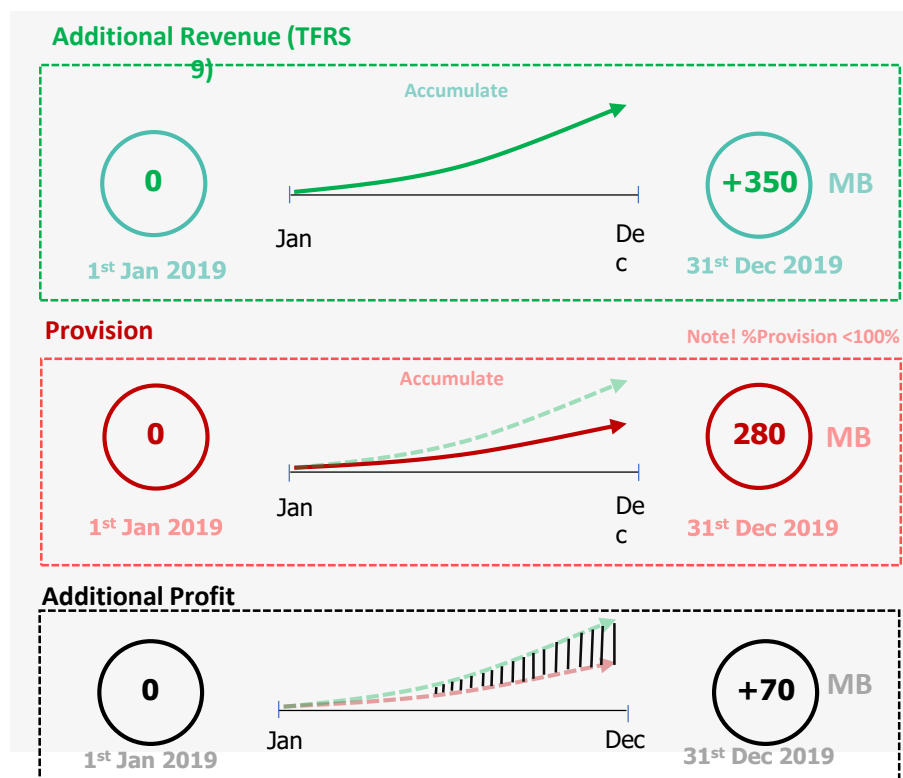 Additional Revenue (TFRS
9)
Accumulate
0
+350 MB
Jan
De
c
1st Jan 2019
31st Dec 2019
Provision
Note! %Provision <100%
Accumulate
0
280 MB
Jan
De
c
1st Jan 2019
31st Dec 2019
Additional Profit
0
+70 MB
Jan
Dec
1st Jan 2019
31st Dec 2019